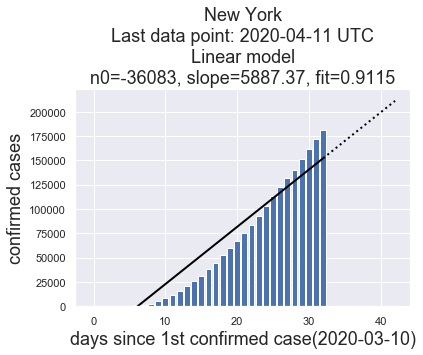 New York
Last data point: 2020-04-11 UTC
Linear model
n0=-36083, slope=5887.37, fit=0.9115
confirmed cases
200000
175000
150000
125000
100000
75000
50000
25000
0
0 10 20 30 40
days since 1st confirmed case(2020-03-10)